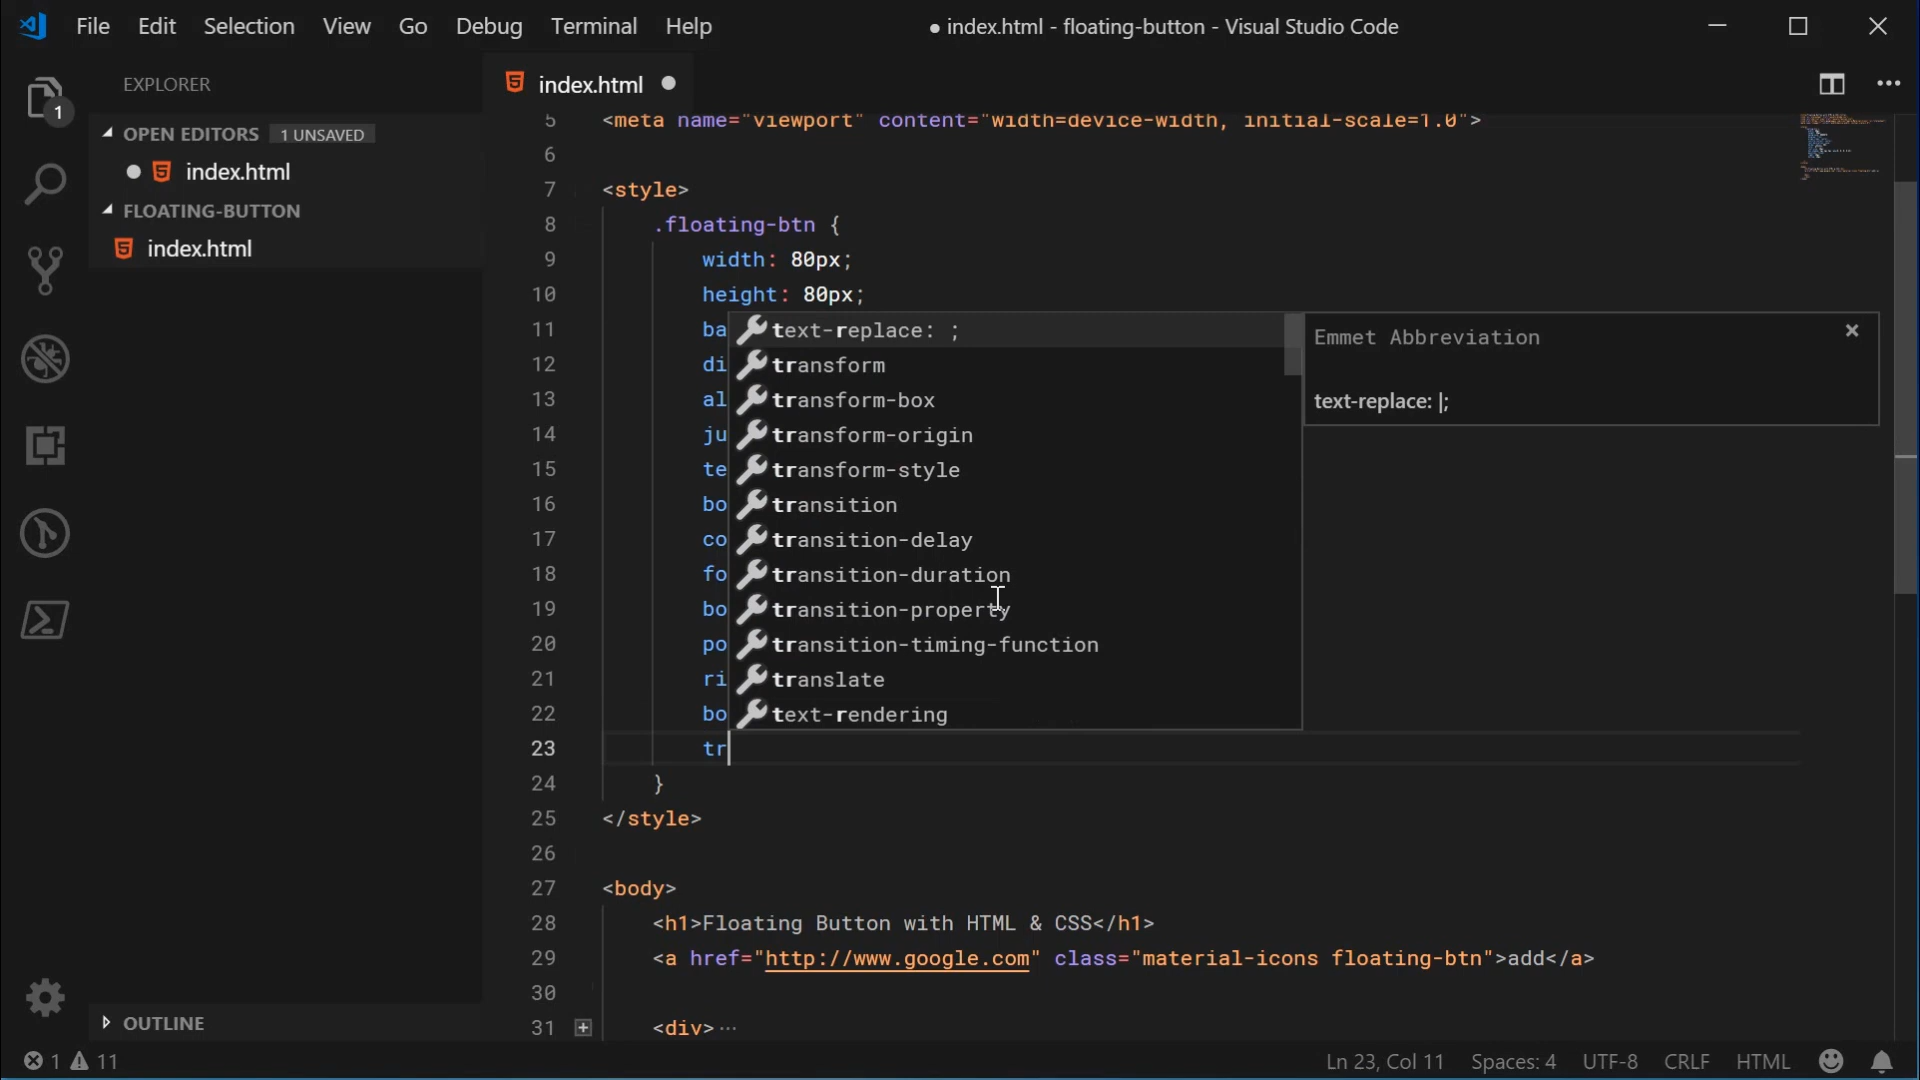 File Edit Selection View Go Debug Terminal Help
● index.html - floating-button - Visual Studio Code
EXPLORER
OPEN EDITORS 1 UNSAVED
index.html
FLOATING-BUTTON
index.html
OUTLINE
1
index.html
5 <meta name="viewport" content="width=device-width, initial-scale=1.0">
6
7 <style>
8 .floating-btn {
9 width: 80px;
10 height: 80px;
11 ba
12 di
13 al
14 ju
15 te
16 bo
17 co
18 fo
19 bo
20 po
21 ri
22 bo
23 tr
24 }
25 </style>
26
27 <body>
28 <h1>Floating Button with HTML & CSS</h1>
29 <a href="http://www.google.com" class="material-icons floating-btn">add</a>
30
31 <div>···
text-replace: ;
transform
transform-box
transform-origin
transform-style
transition
transition-delay
transition-duration
transition-property
transition-timing-function
translate
text-rendering
Emmet Abbreviation
text-replace: |;
1 11
Ln 23, Col 11 Spaces: 4 UTF-8 CRLF HTML